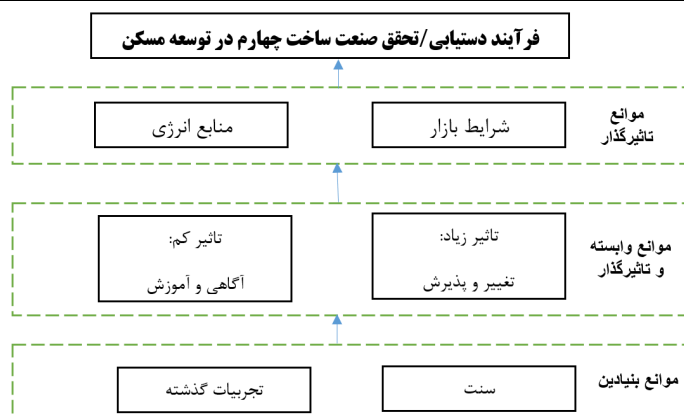 فرآیند دستیابی/تحقق صنعت ساخت چهارم در توسعه مسکن
موانع
تاثیرگذار
شرایط بازار
منابع انرژی
موانع وابسته
و تاثیرگذار
تاثیر زیاد:
تغییر و پذیرش
تاثیر کم:
آگاهی و آموزش
موانع بنیادین
سنت
تجربیات گذشته